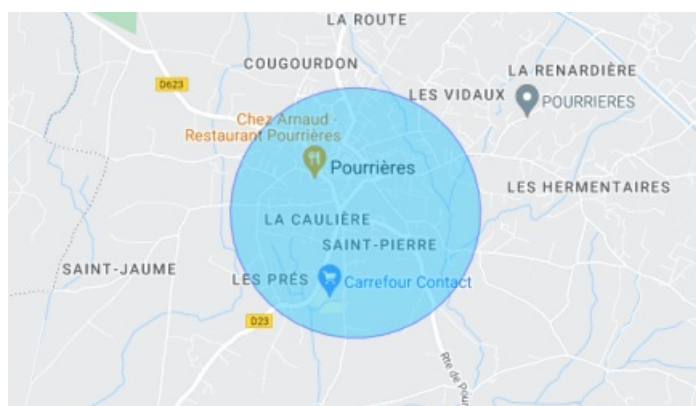 LA ROUTE
COUGOURDON
D623
LA RENARDIÈRE
LES VIDAUX
POURRIERES
Chez Arnaud -
Restaurant Pourrières
Pourrières
LES HERMENTAIRES
LA CAULIÈRE
SAINT-PIERRE
SAINT-JAUME
LES PRÉS
Carrefour Contact
D23
Rte de Pour